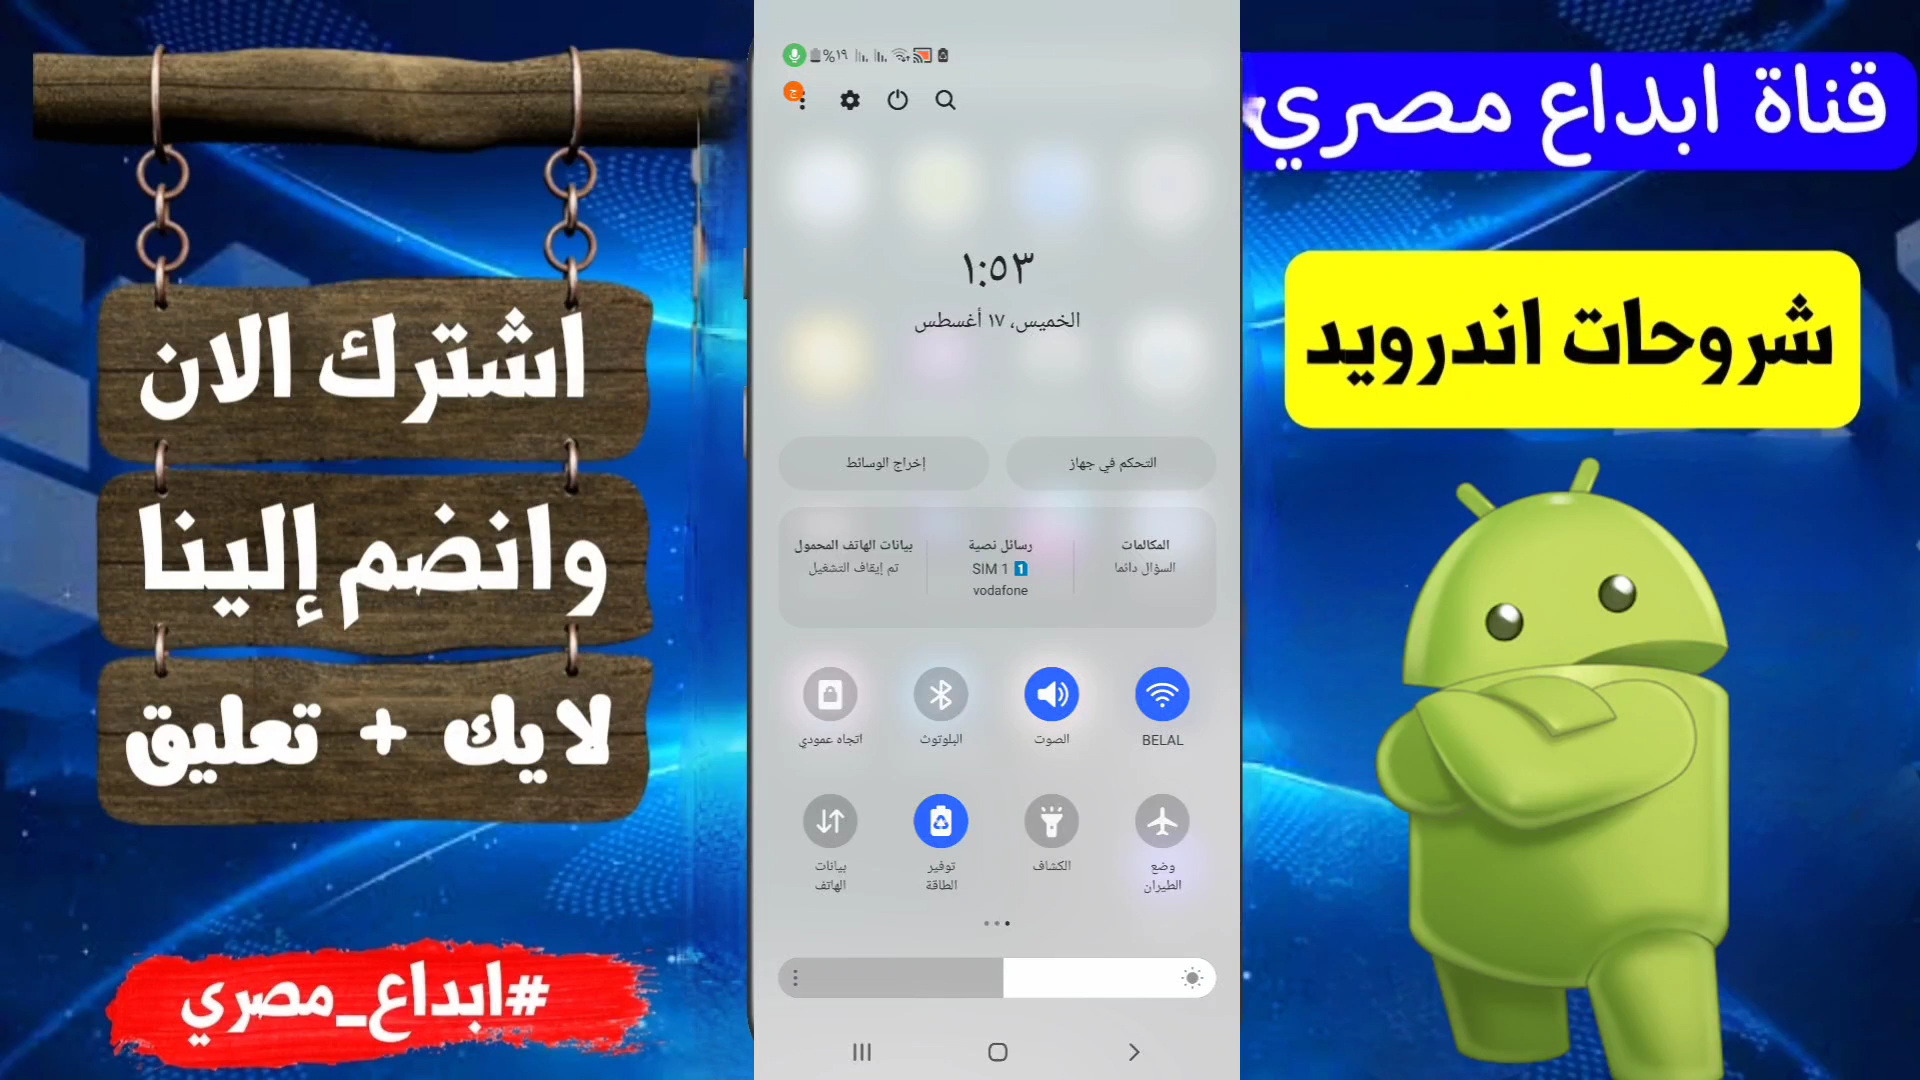 اشترك الان
وانضم إلينا
لايك + تعليق
#ابداع_مصري
%١٩
ج
١:٥٣
الخميس، ١٧ أغسطس
التحكم في جهاز
إخراج الوسائط
المكالمات
السؤال دائما
رسائل نصية
SIM 1 1
vodafone
بيانات الهاتف المحمول
تم إيقاف التشغيل
BELAL
الصوت
البلوتوث
اتجاه عمودي
وضع
الطيران
الكشاف
توفير
الطاقة
بيانات
الهاتف
قناة ابداع مصري
شروحات اندرويد